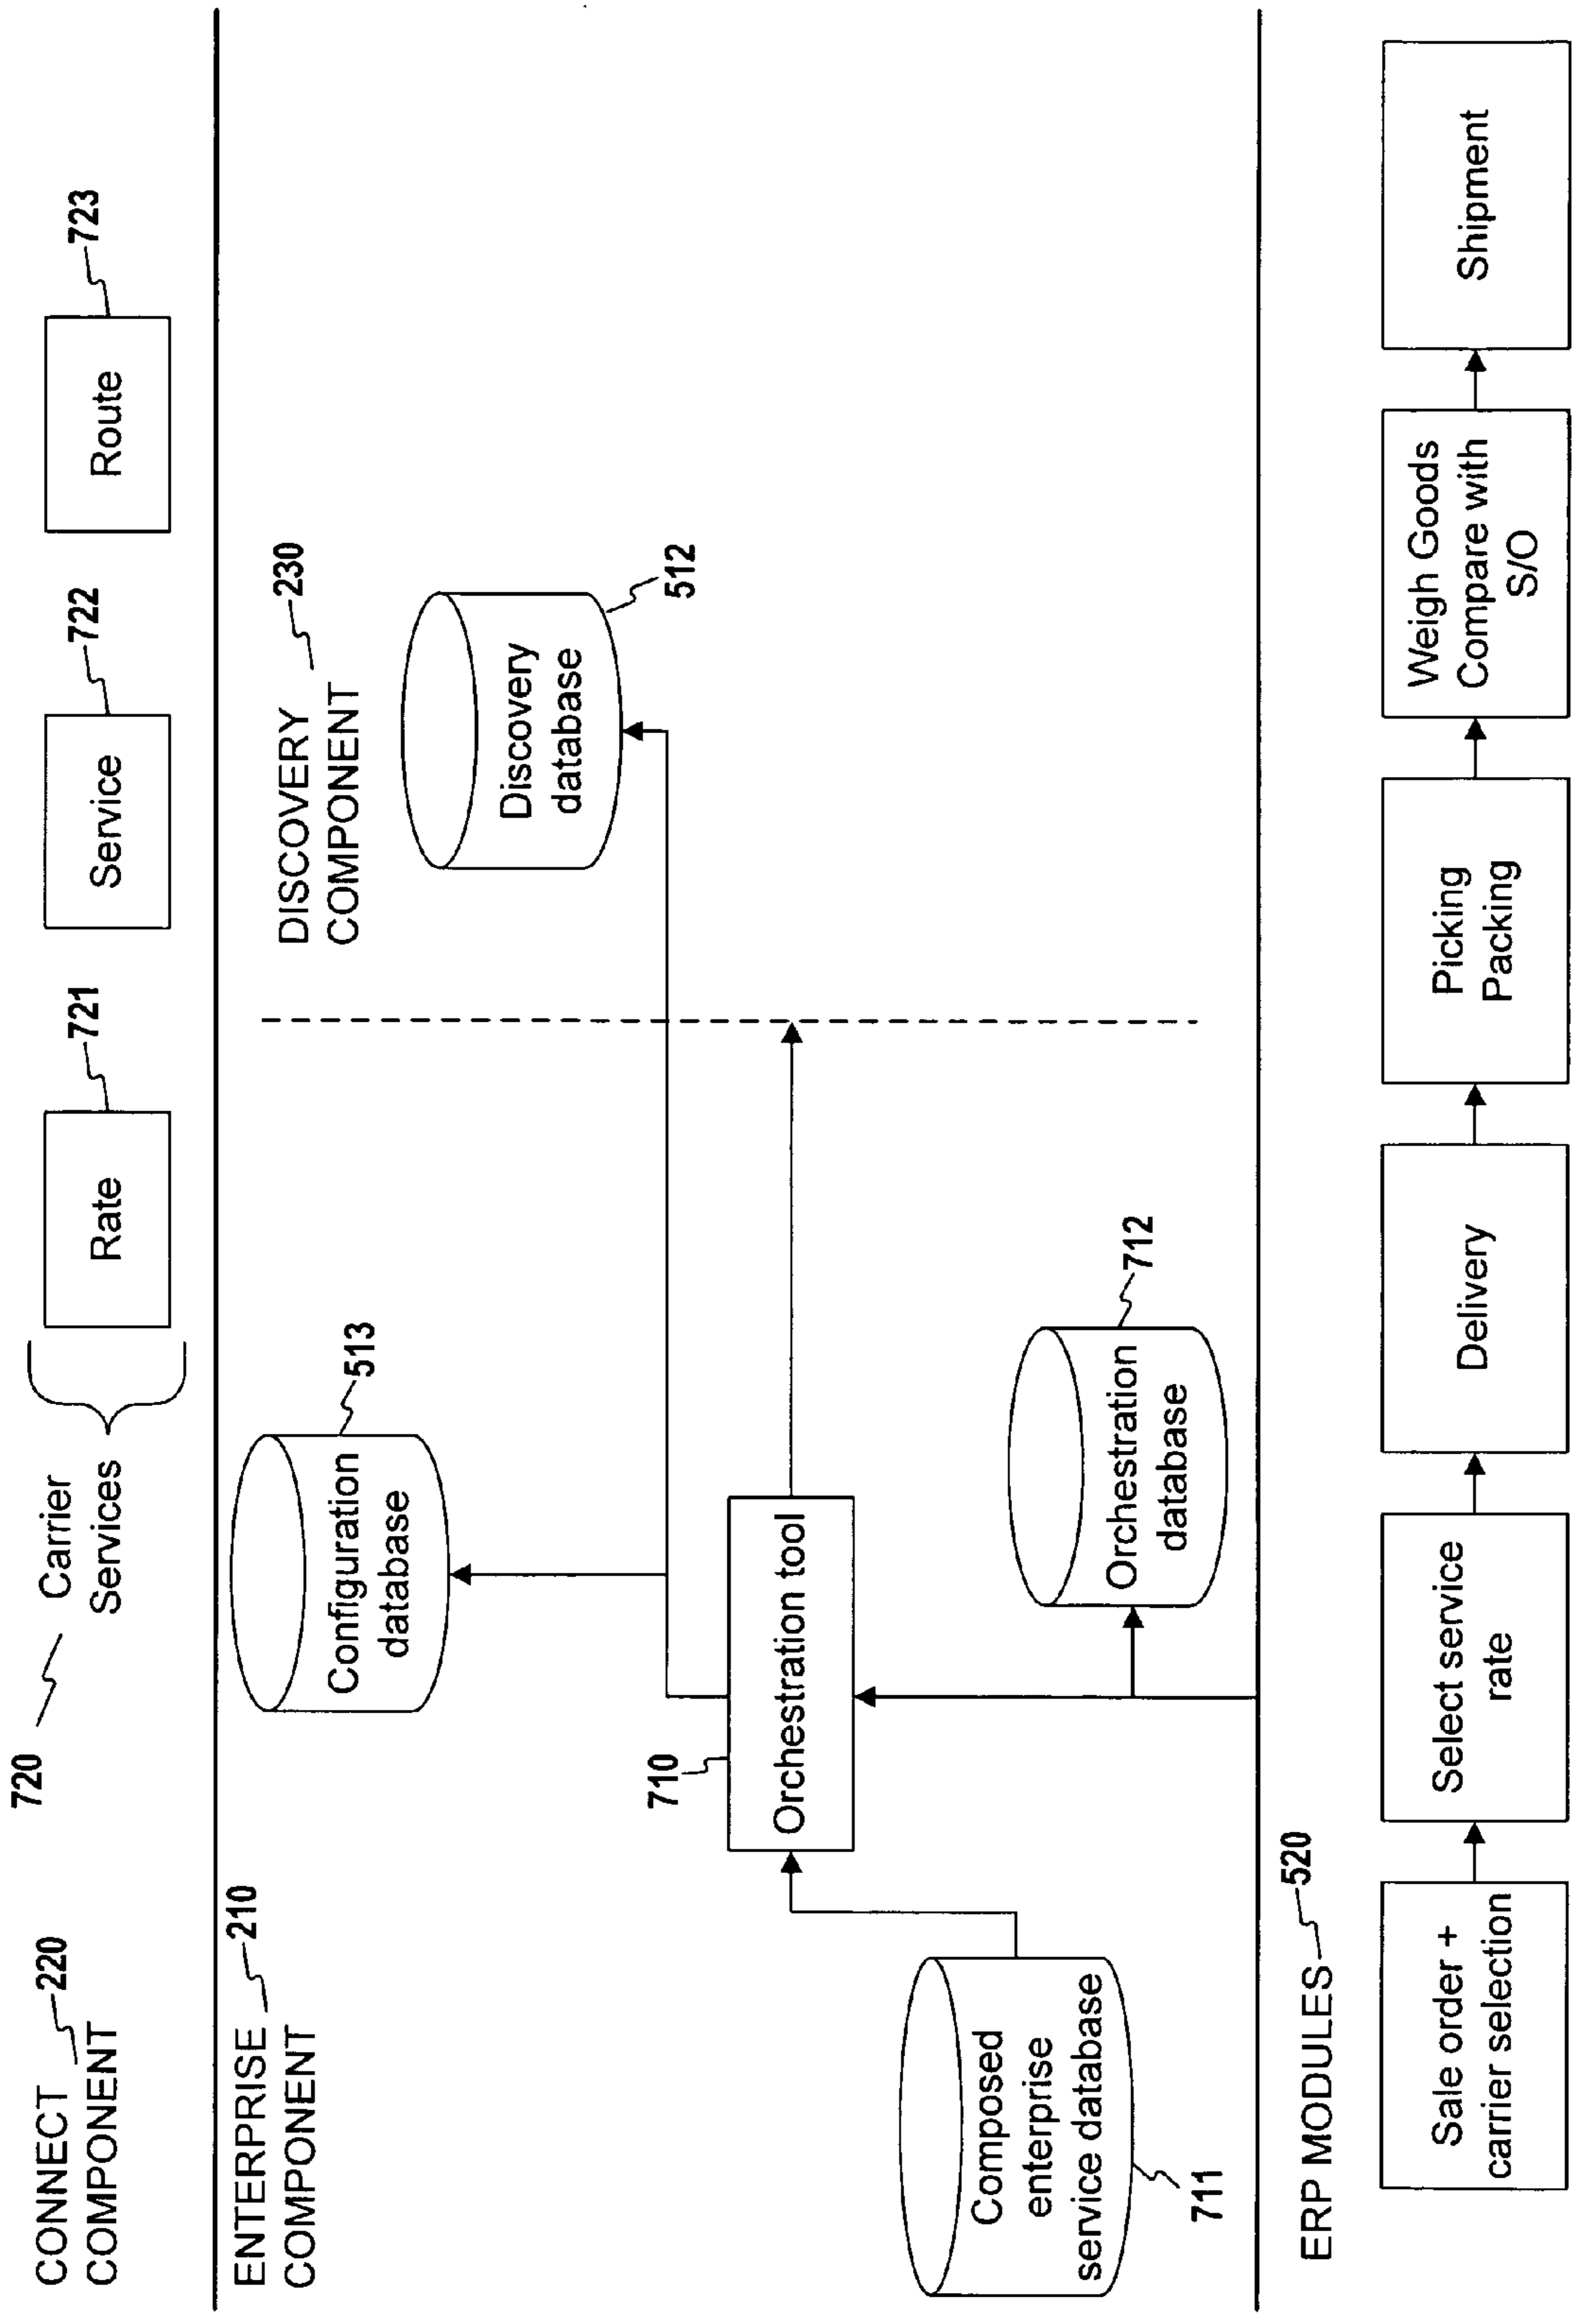 720
CONNECT
COMPONENT
220
Carrier
Services
Rate
721
Service
722
Route
723
ENTERPRISE
COMPONENT
210
Configuration
database
513
DISCOVERY
COMPONENT
230
Discovery
database
512
710
Orchestration tool
Composed
enterprise
service database
711
Orchestration
database
712
ERP MODULES
520
Sale order +
carrier selection
Select service
rate
Delivery
Picking
Packing
Weigh Goods
Compare with
S/O
Shipment